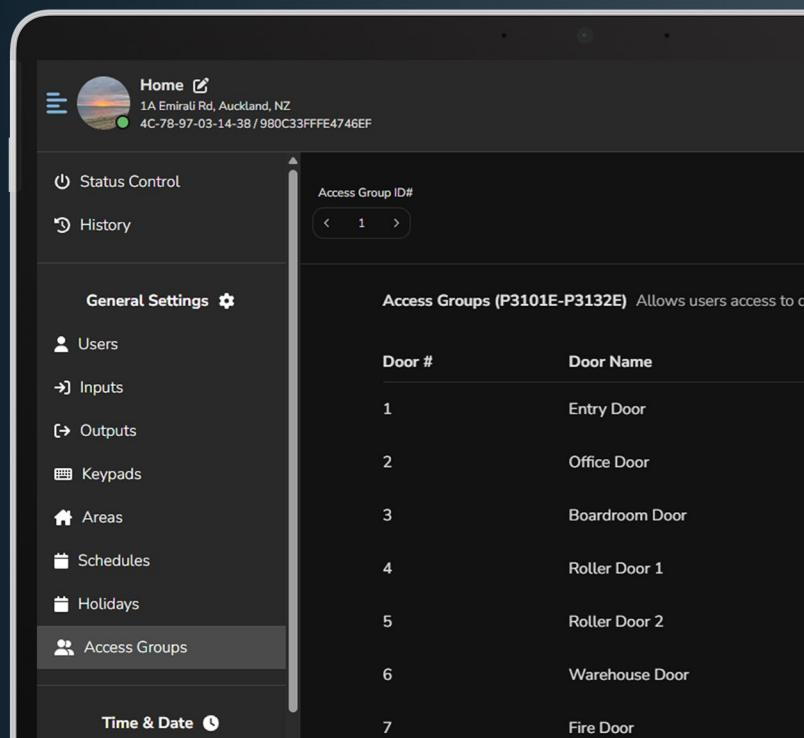 Home
1A Emirali Rd, Auckland, NZ
4C-78-97-03-14-38 / 980C33FFFE4746EF
Status Control
History
General Settings
Users
Inputs
Outputs
Keypads
Areas
Schedules
Holidays
Access Groups
Time & Date
Access Group ID#
1
Access Groups (P3101E-P3132E) Allows users access to
Door # Door Name
1 Entry Door
2 Office Door
3 Boardroom Door
4 Roller Door 1
5 Roller Door 2
6 Warehouse Door
7 Fire Door